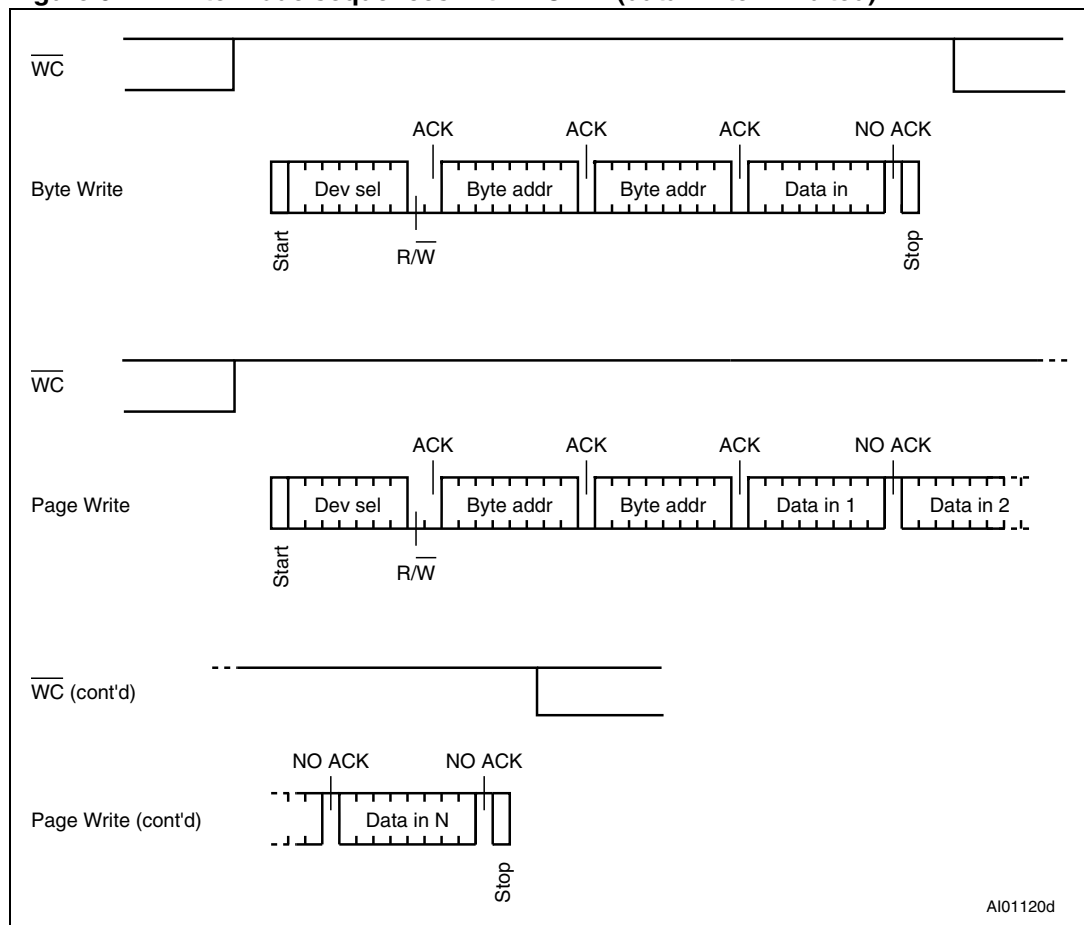 WC
ACK ACK ACK NO ACK
Byte Write Dev sel Byte addr Byte addr Data in
Start R/W Stop
WC
ACK ACK ACK NO ACK
Page Write Dev sel Byte addr Byte addr Data in 1 Data in 2
Start R/W
WC (cont'd)
NO ACK NO ACK
Page Write (cont'd) Data in N
Stop
AI01120d